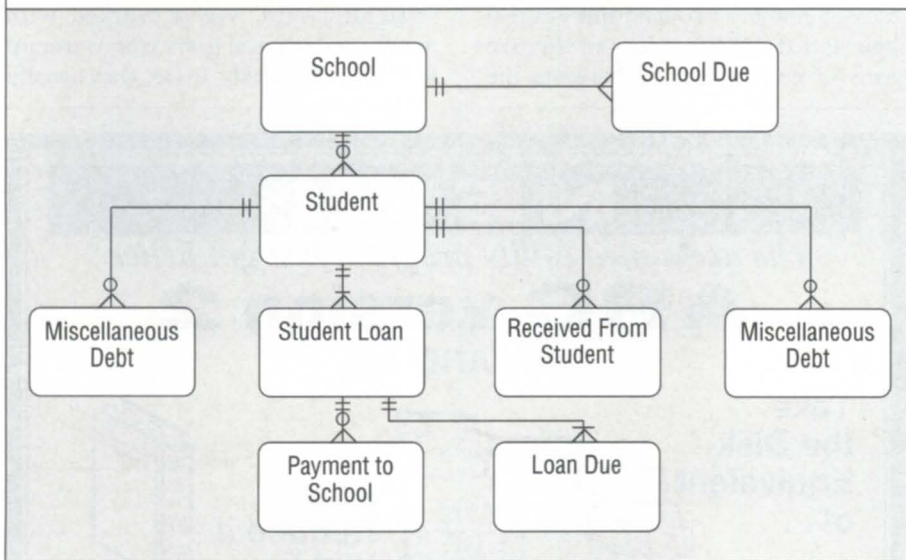 School
School Due
Student
Miscellaneous
Debt
Student Loan
Received From
Student
Miscellaneous
Debt
Payment to
School
Loan Due